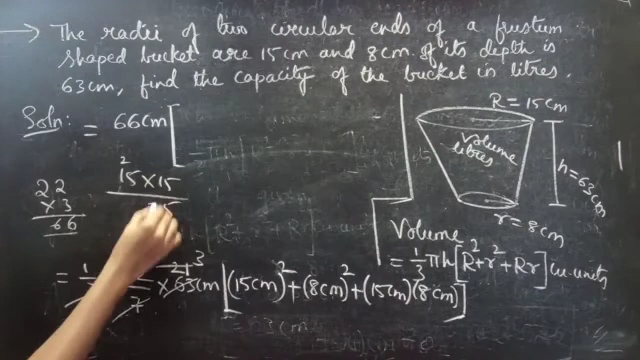 → The radii of two circular ends of a frustum
shaped bucket are 15cm and 8cm. If its depth is
63cm, find the capacity of the bucket in litres.
Soln: = 66cm [
R = 15cm
Volume
litres
h = 63cm
r = 8cm
22
×3
66
2
15×15
5
Volume
= 1/3 πh[R²+r²+Rr] cu.units
= 1/ 7 × 21 3 63cm [(15cm)²+(8cm)²+(15cm)(8cm)]